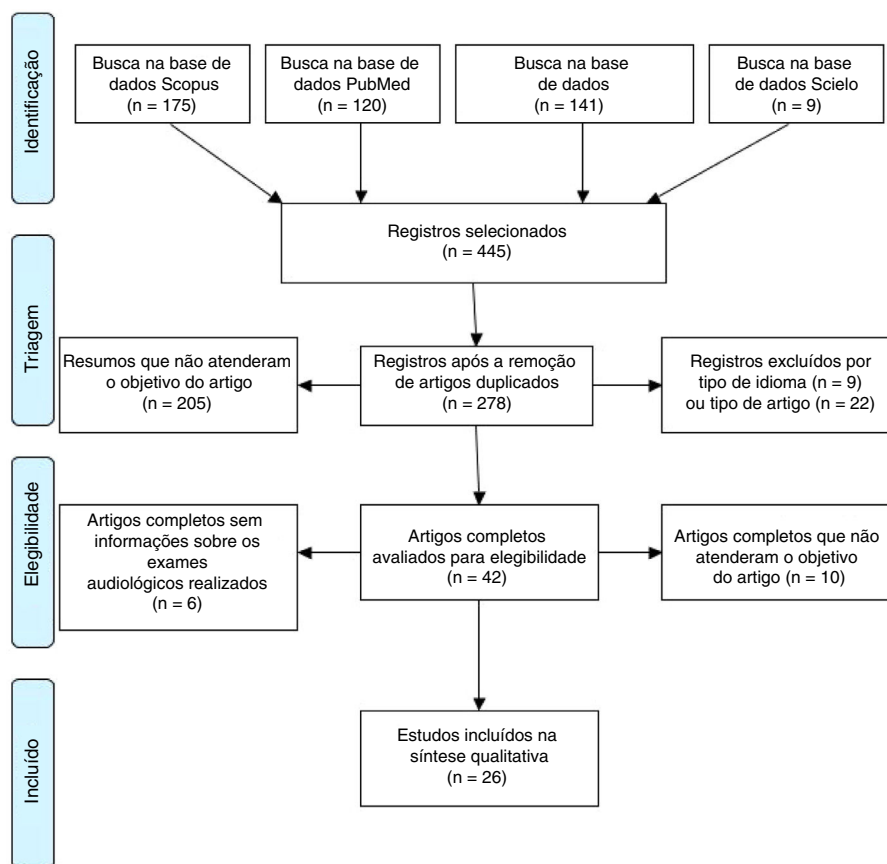 Identificação
Busca na base de
dados Scopus
(n = 175)
Busca na base de
dados PubMed
(n = 120)
Busca na base
de dados
(n = 141)
Busca na base
de dados Scielo
(n = 9)
Registros selecionados
(n = 445)
Triagem
Resumos que não atenderam
o objetivo do artigo
(n = 205)
Registros após a remoção
de artigos duplicados
(n = 278)
Registros excluídos por
tipo de idioma (n = 9)
ou tipo de artigo (n = 22)
Elegibilidade
Artigos completos sem
informações sobre os
exames
audiológicos realizados
(n = 6)
Artigos completos
avaliados para elegibilidade
(n = 42)
Artigos completos que não
atenderam o objetivo
do artigo (n = 10)
Incluído
Estudos incluídos na
síntese qualitativa
(n = 26)